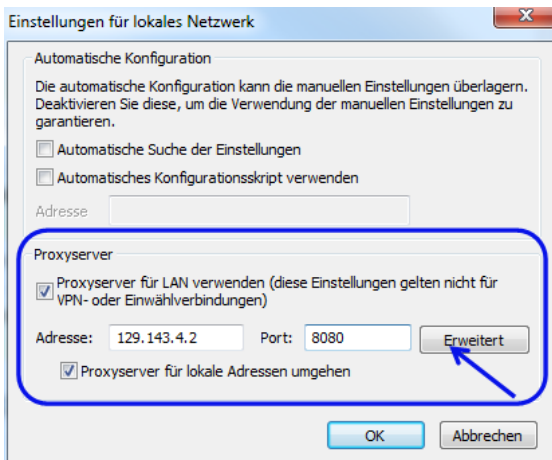 Einstellungen für lokales Netzwerk
Automatische Konfiguration
Die automatische Konfiguration kann die manuellen Einstellungen überlagern.
Deaktivieren Sie diese, um die Verwendung der manuellen Einstellungen zu
garantieren.
Automatische Suche der Einstellungen
Automatisches Konfigurationsskript verwenden
Adresse
Proxyserver
Proxyserver für LAN verwenden (diese Einstellungen gelten nicht für
VPN- oder Einwählverbindungen)
Adresse: 129.143.4.2 Port: 8080 Erweitert
Proxyserver für lokale Adressen umgehen
OK Abbrechen